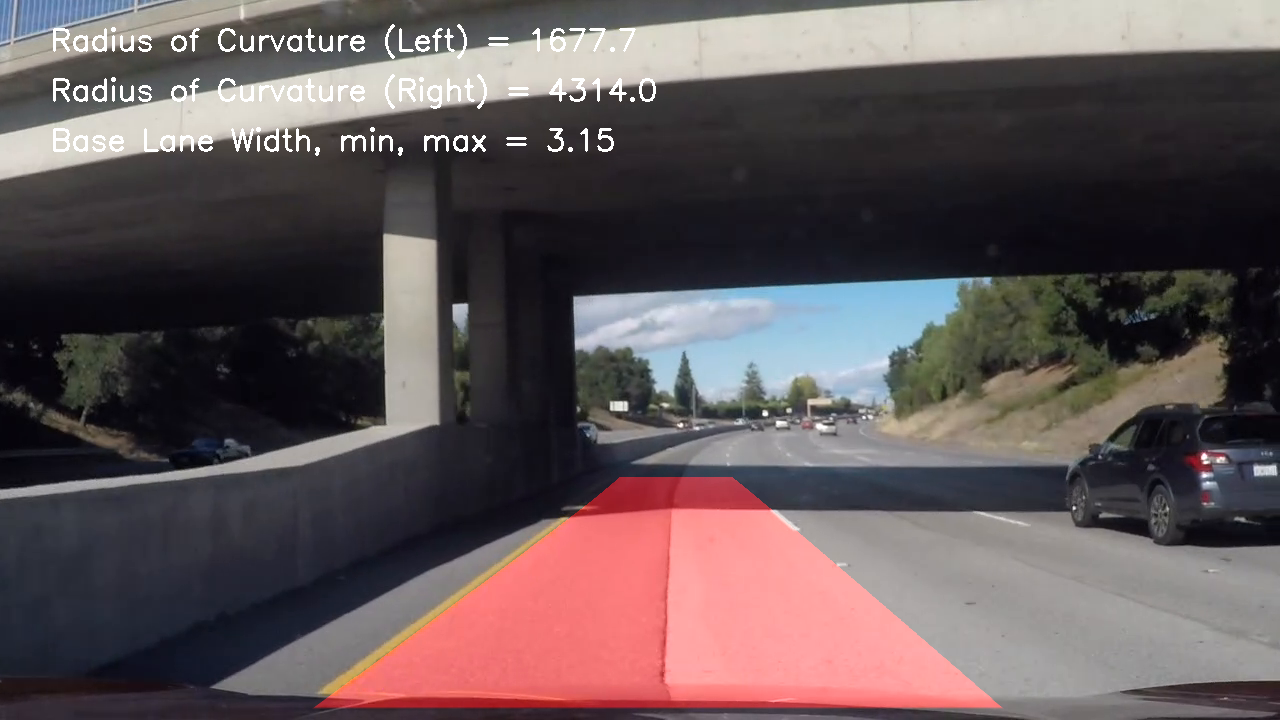 Radius of Curvature (Left) = 1677.7
Radius of Curvature (Right) = 4314.0
Base Lane Width, min, max = 3.15